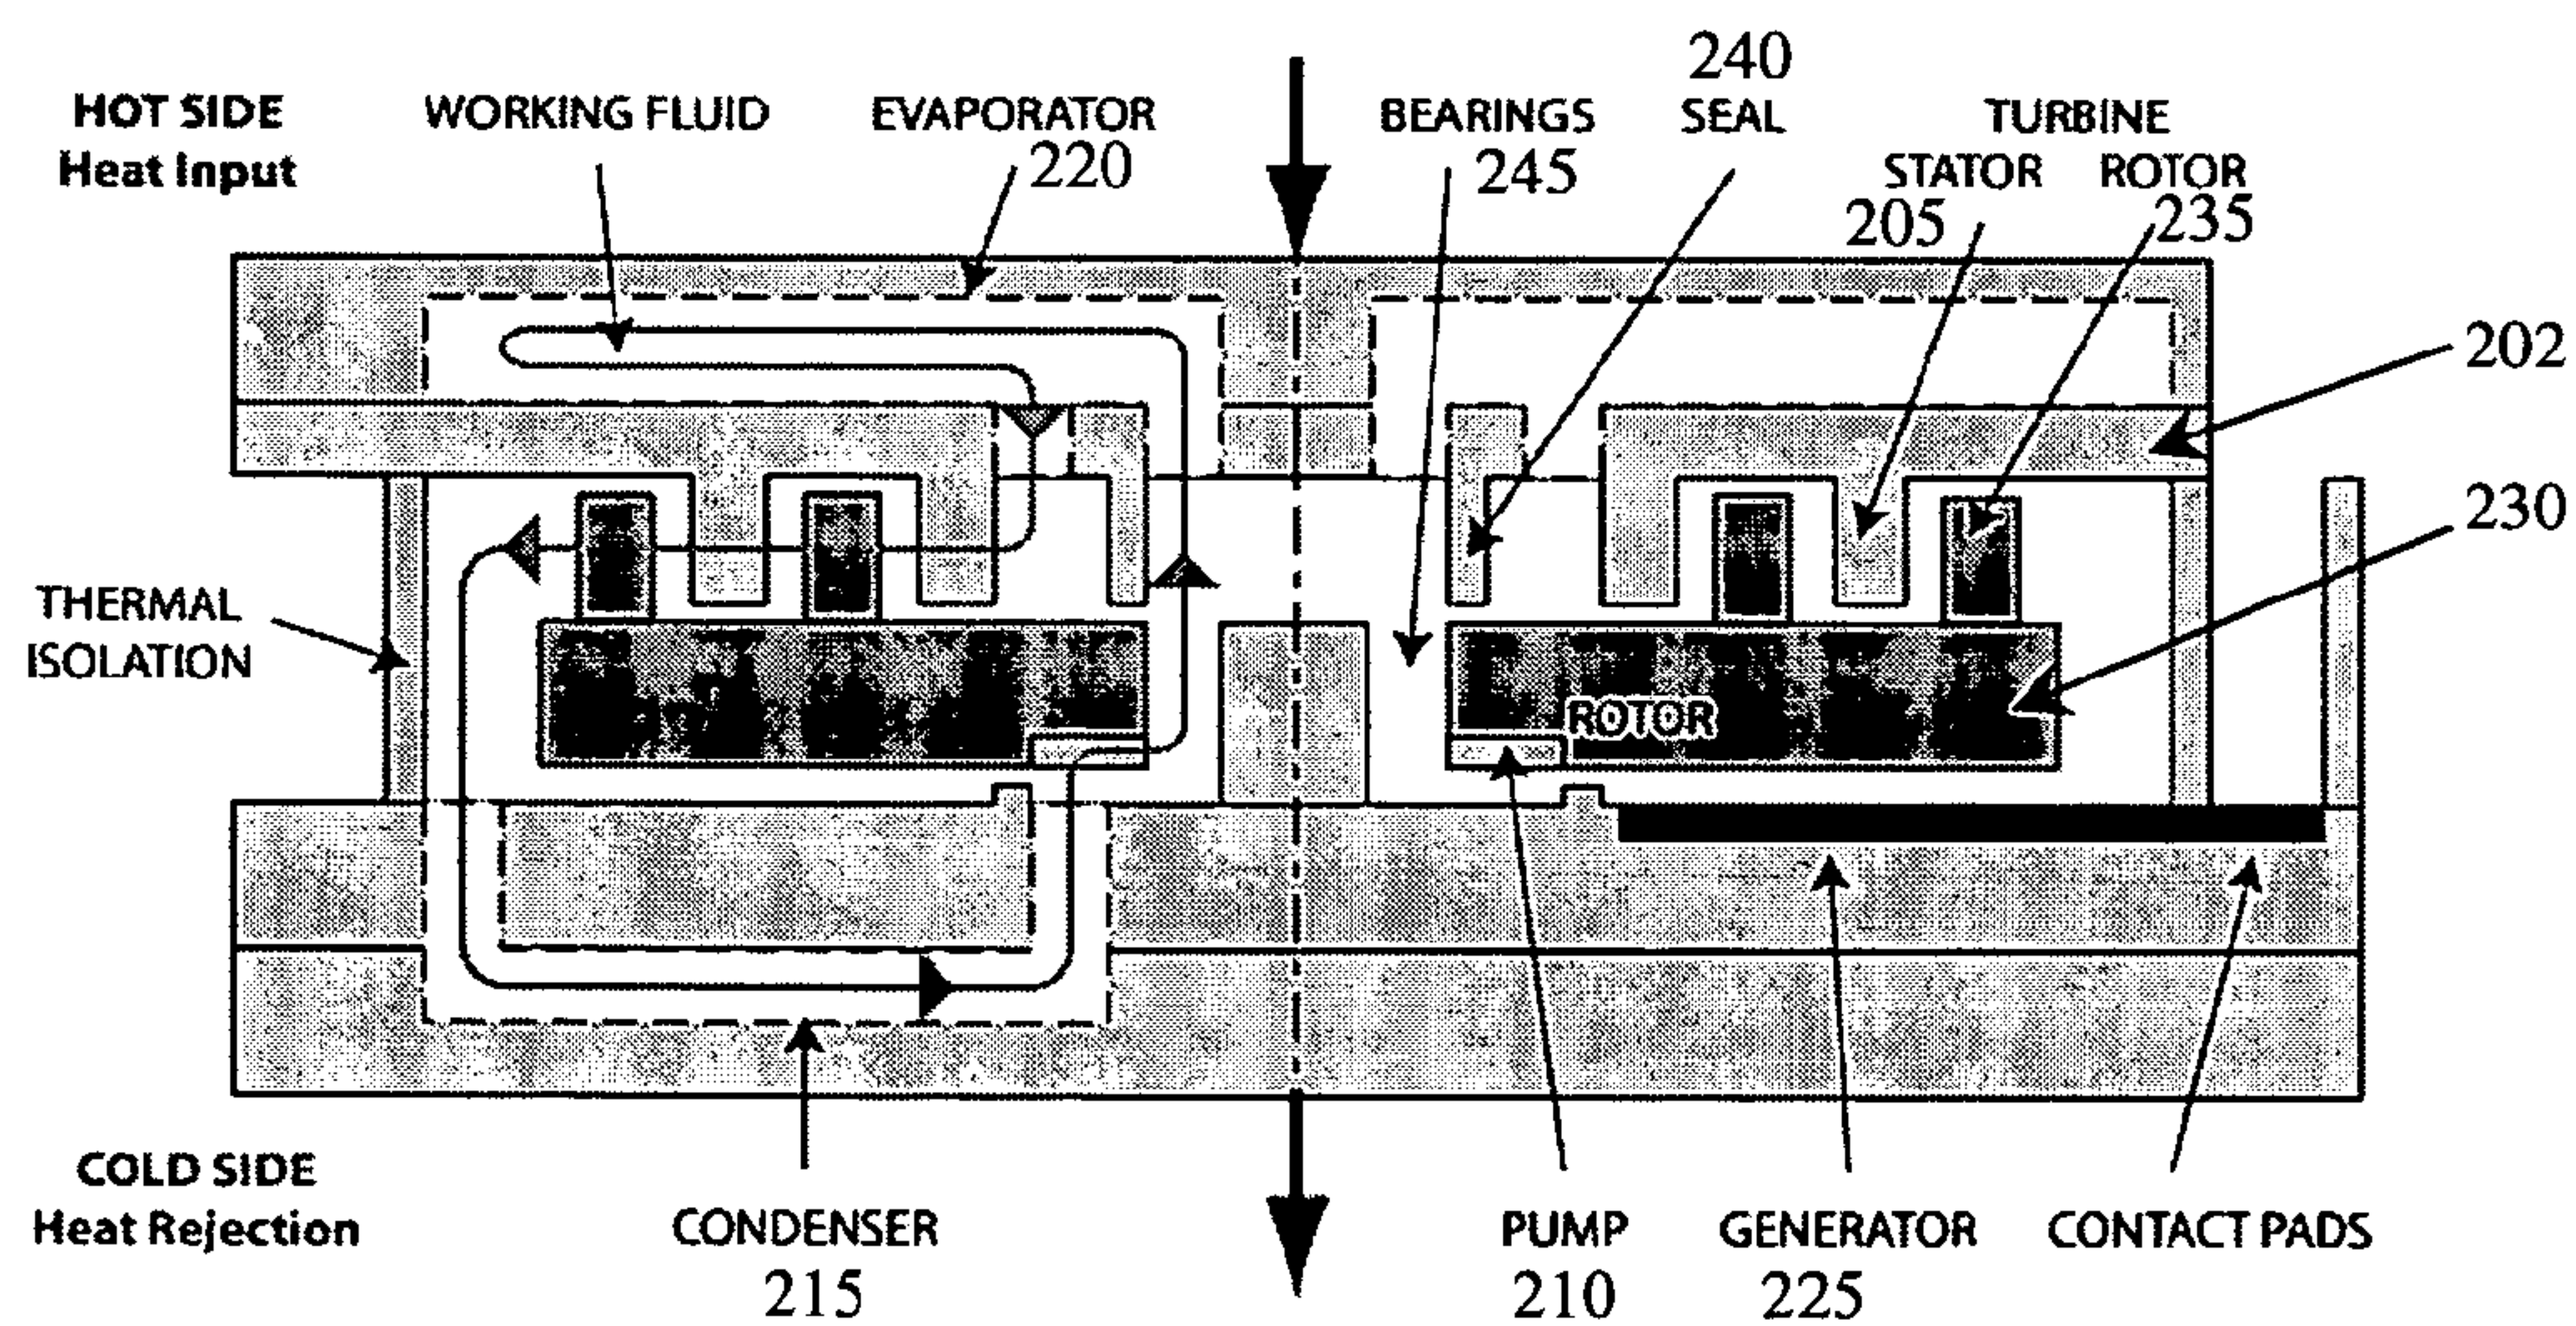 HOT SIDE
Heat Input
WORKING FLUID
EVAPORATOR
220
BEARINGS
245
240
SEAL
TURBINE
STATOR ROTOR
205 235
202
230
THERMAL
ISOLATION
ROTOR
COLD SIDE
Heat Rejection
CONDENSER
215
PUMP
210
GENERATOR
225
CONTACT PADS